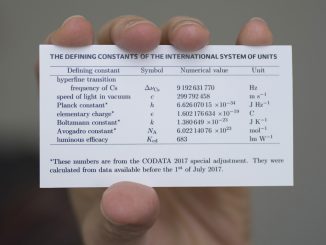 THE DEFINING CONSTANTS OF THE INTERNATIONAL SYSTEM OF UNITS
Defining constant Symbol Numerical value Unit
hyperfine transition
frequency of Cs ΔνCs 9 192 631 770 Hz
speed of light in vacuum c 299 792 458 m s⁻¹
Planck constant* h 6.626 070 15 ×10⁻³⁴ J Hz⁻¹
elementary charge* e 1.602 176 634 ×10⁻¹⁹ C
Boltzmann constant* k 1.380 649 ×10⁻²³ J K⁻¹
Avogadro constant* NA 6.022 140 76 ×10²³ mol⁻¹
luminous efficacy Kcd 683 lm W⁻¹
*These numbers are from the CODATA 2017 special adjustment. They were
calculated from data available before the 1st of July 2017.